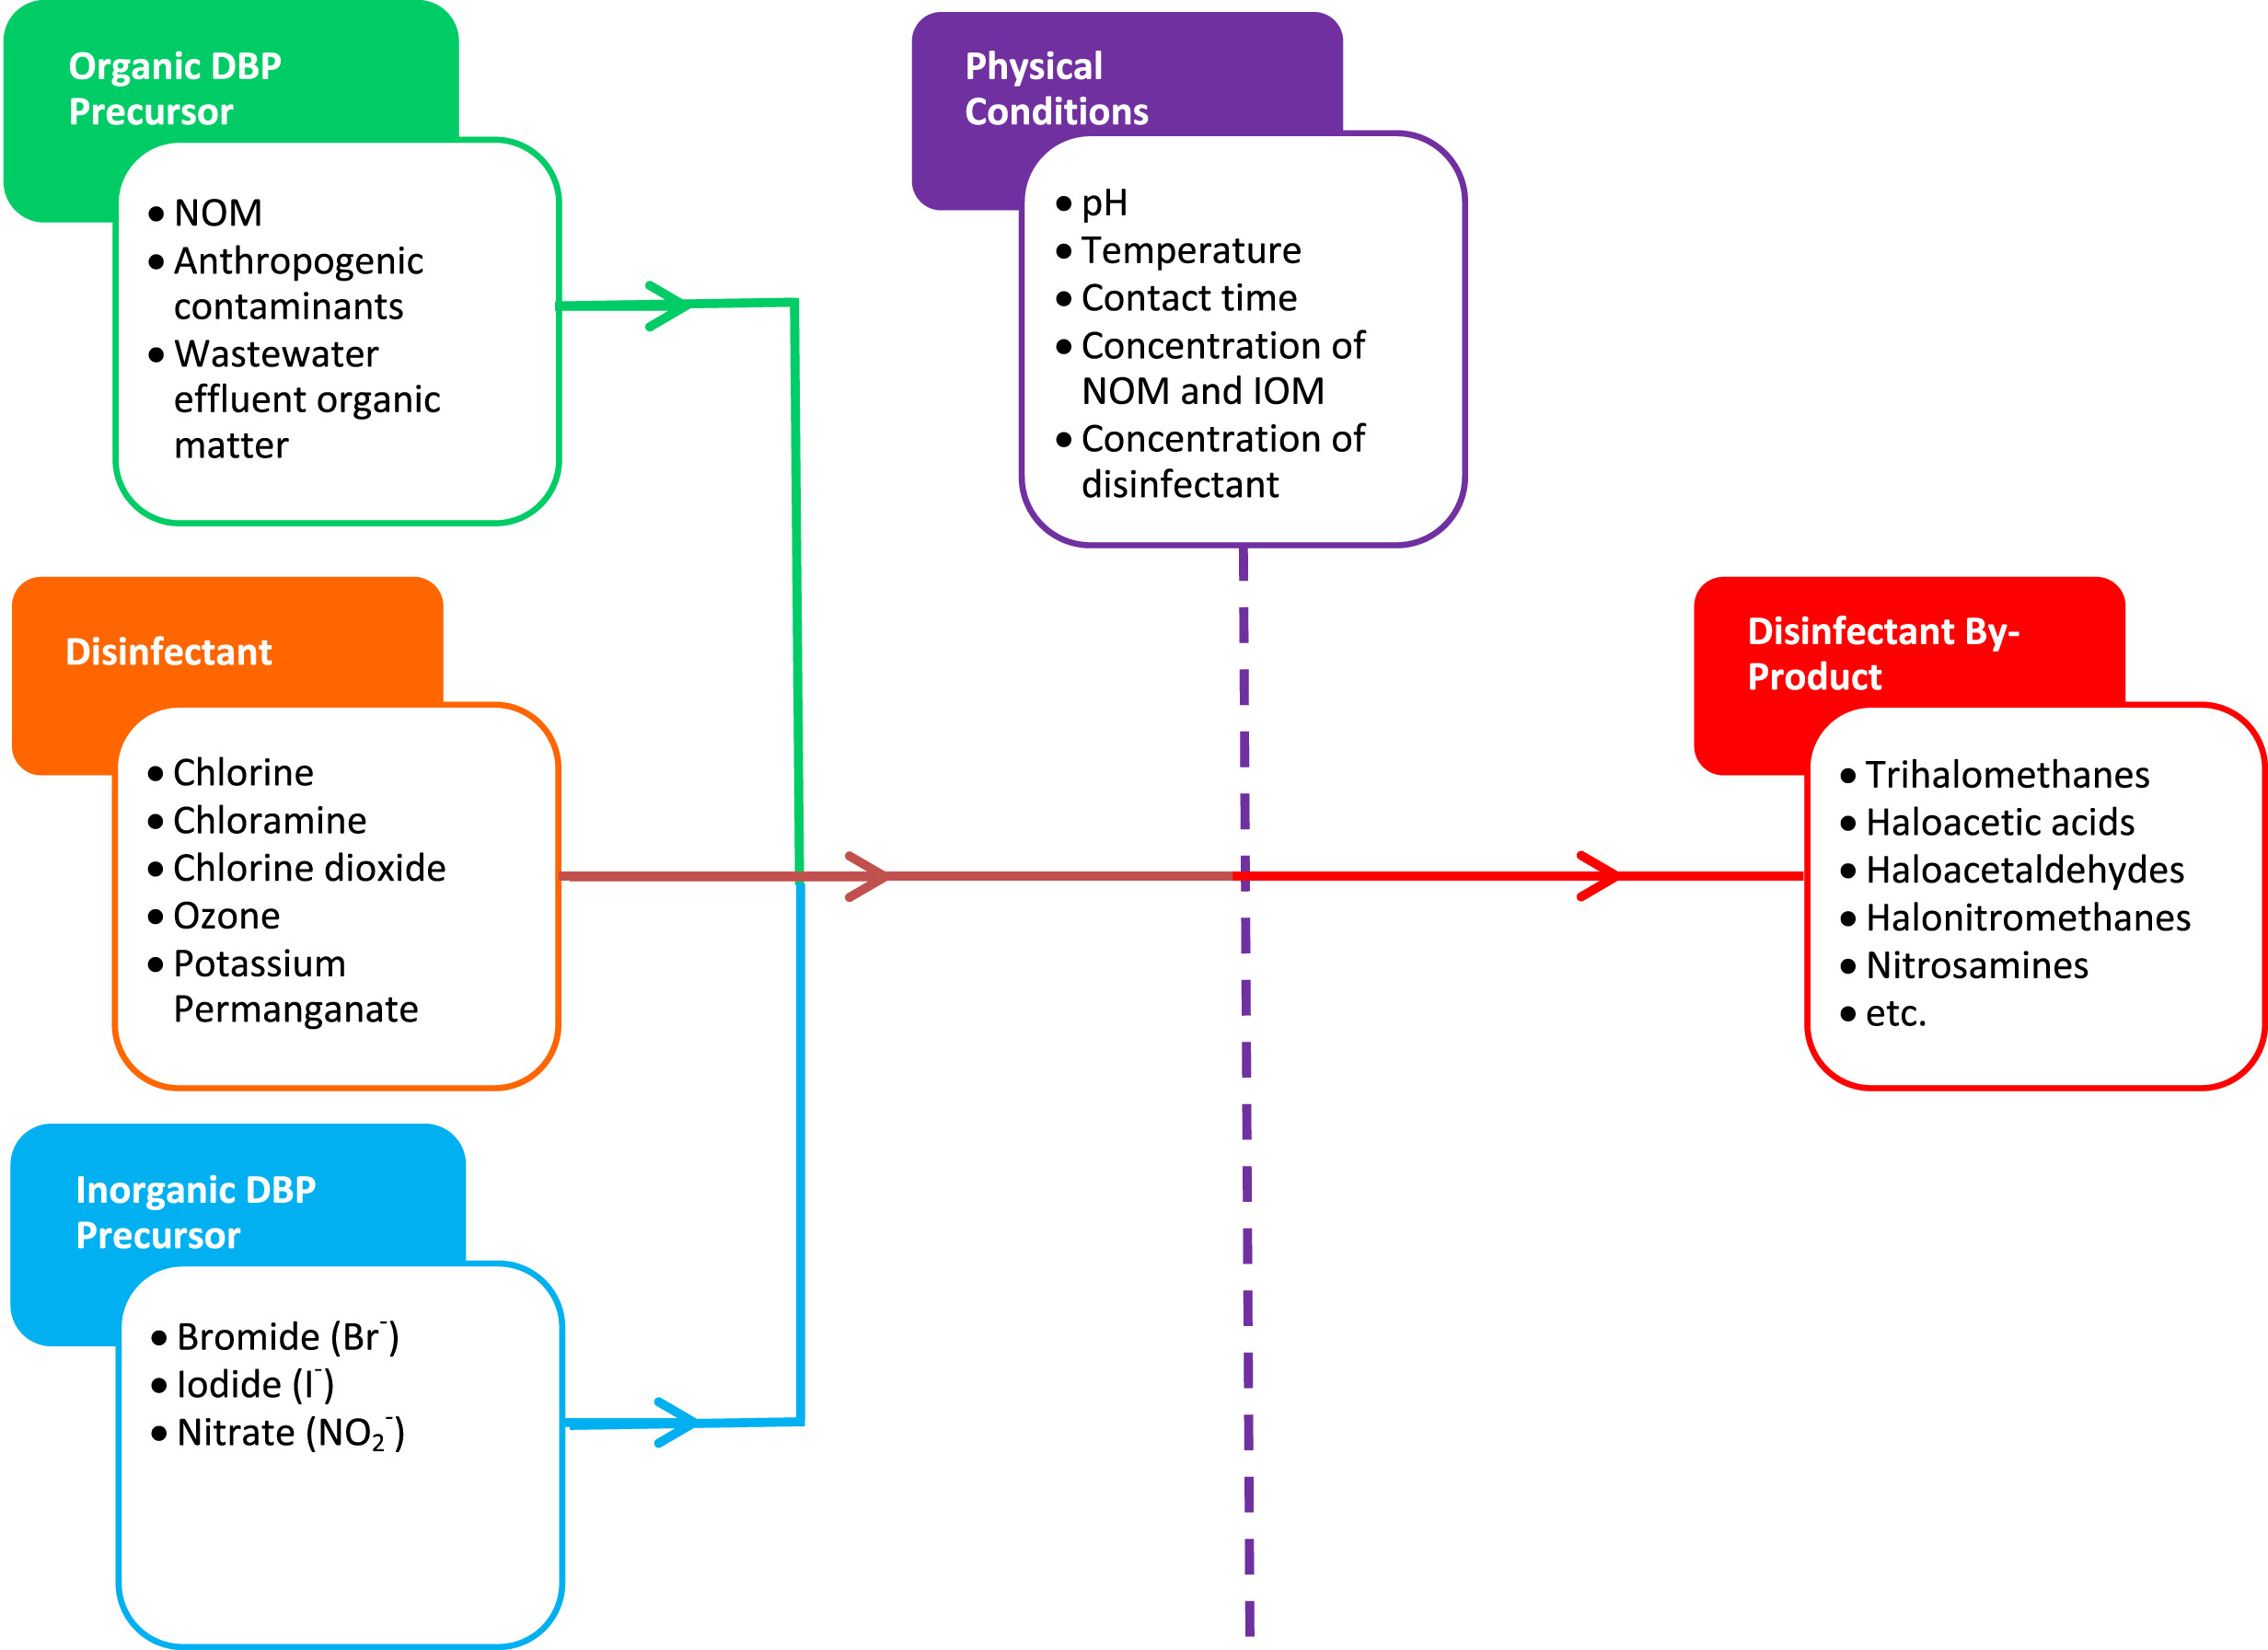 Organic DBP
Precursor
• NOM
• Anthropogenic
contaminants
• Wastewater
effluent organic
matter
Physical
Conditions
• pH
• Temperature
• Contact time
• Concentration of
NOM and IOM
• Concentration of
disinfectant
Disinfectant
• Chlorine
• Chloramine
• Chlorine dioxide
• Ozone
• Potassium
Permanganate
Disinfectant By-
Product
• Trihalomethanes
• Haloacetic acids
• Haloacetaldehydes
• Halonitromethanes
• Nitrosamines
• etc.
Inorganic DBP
Precursor
• Bromide (Br⁻)
• Iodide (I⁻)
• Nitrate (NO₂⁻)